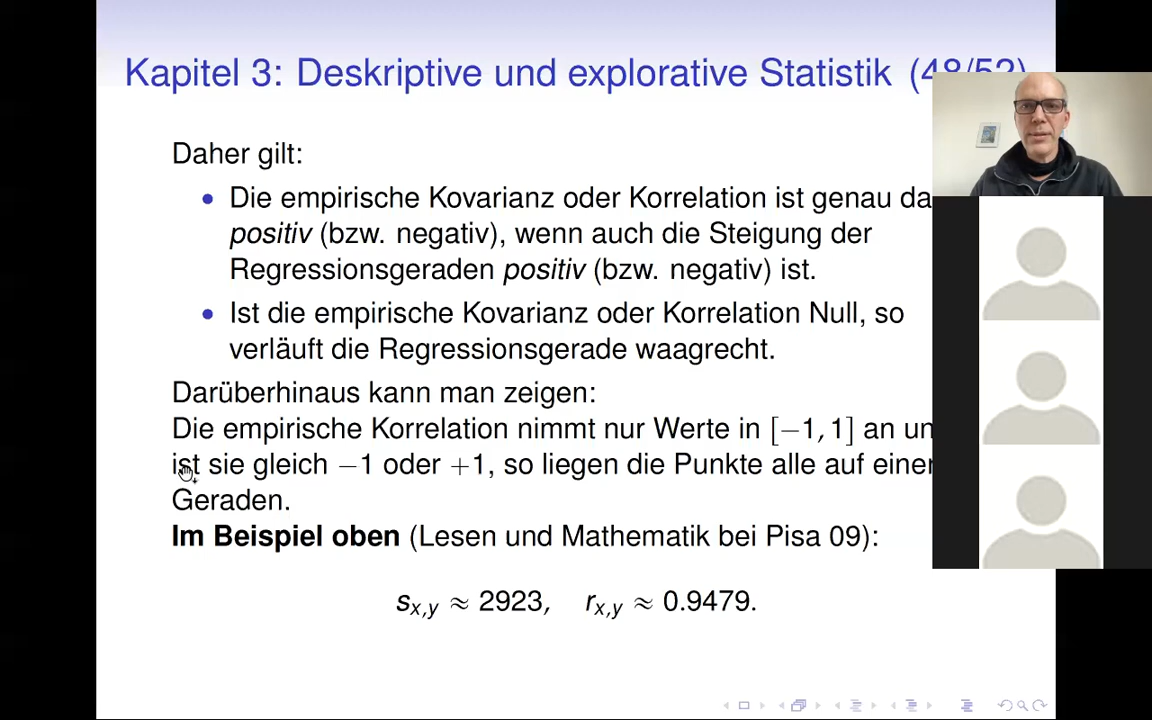 Kapitel 3: Deskriptive und explorative Statistik (48/52)
Daher gilt:
• Die empirische Kovarianz oder Korrelation ist genau
positiv (bzw. negativ), wenn auch die Steigung der
Regressionsgeraden positiv (bzw. negativ) ist.
• Ist die empirische Kovarianz oder Korrelation Null, so
verläuft die Regressionsgerade waagrecht.
Darüberhinaus kann man zeigen:
Die empirische Korrelation nimmt nur Werte in [−1, 1] an
ist sie gleich −1 oder +1, so liegen die Punkte alle auf einer
Geraden.
Im Beispiel oben (Lesen und Mathematik bei Pisa 09):
s_{x,y} ≈ 2923, r_{x,y} ≈ 0.9479.